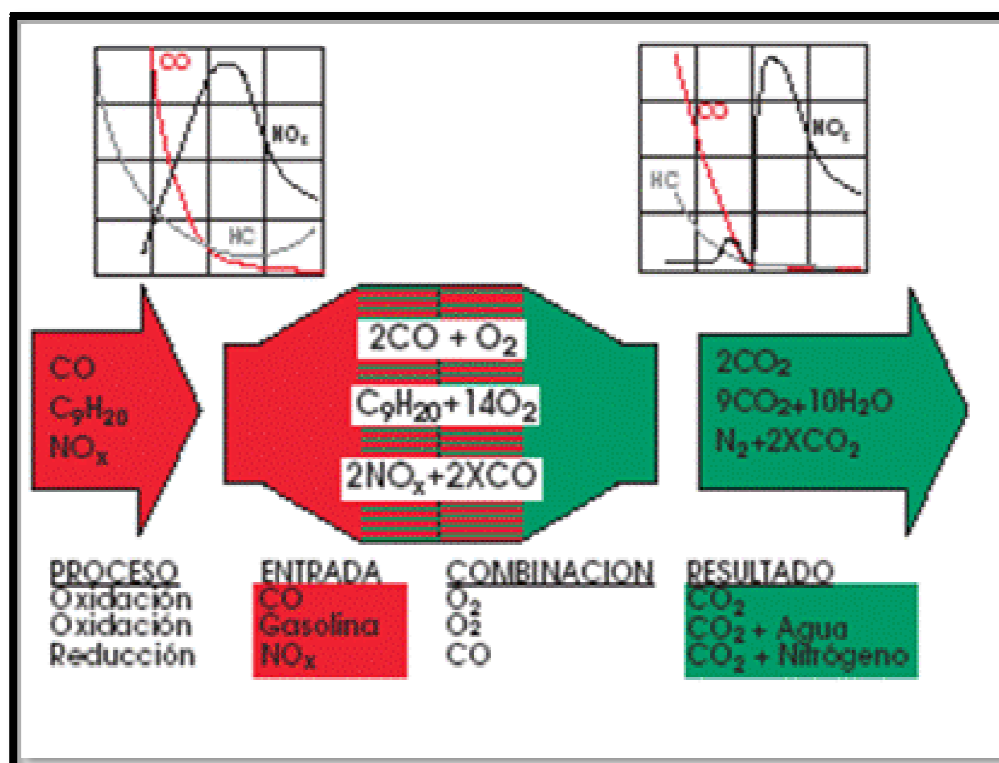 CO
NOx
HC
CO
NOx
HC
CO
C₉H₂₀
NOx
2CO + O₂
C₉H₂₀+14O₂
2NOx+2XCO
2CO₂
9CO₂+10H₂O
N₂+2XCO₂
PROCESO ENTRADA COMBINACION RESULTADO
Oxidación CO O₂ CO₂
Oxidación Gasolina O₂ CO₂ + Agua
Reducción NOx CO CO₂ + Nitrógeno